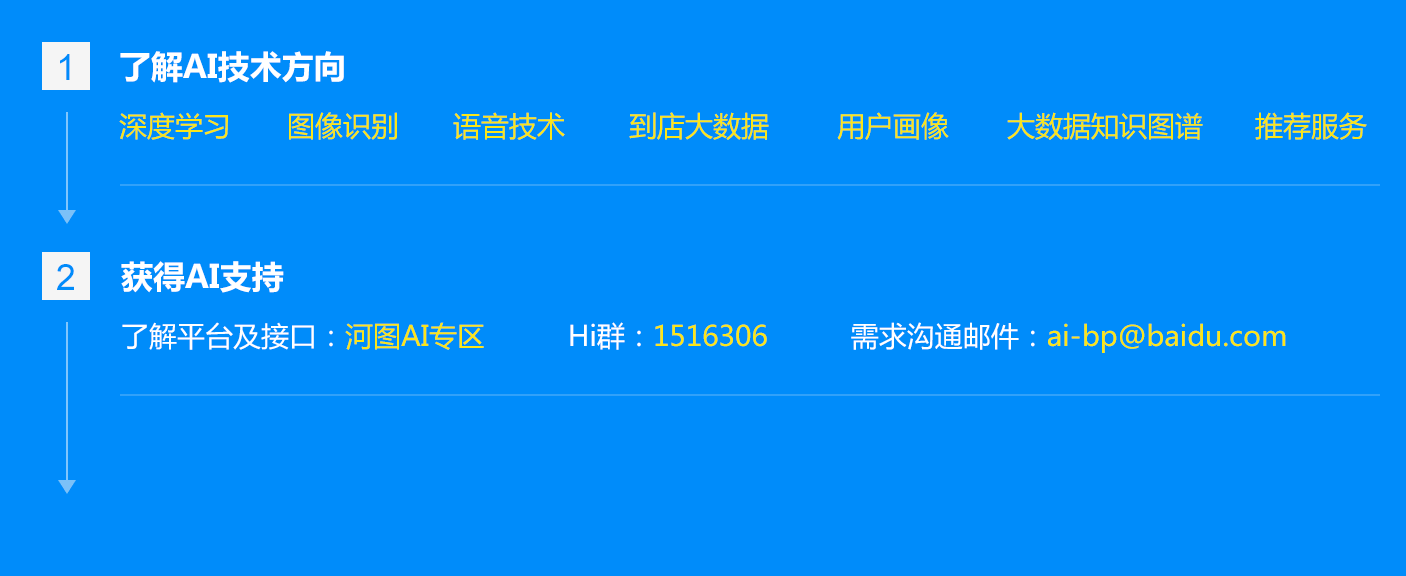 1 了解AI技术方向
深度学习 图像识别 语音技术 到店大数据 用户画像 大数据知识图谱 推荐服务
2 获得AI支持
了解平台及接口：河图AI专区 Hi群：1516306 需求沟通邮件：ai-bp@baidu.com